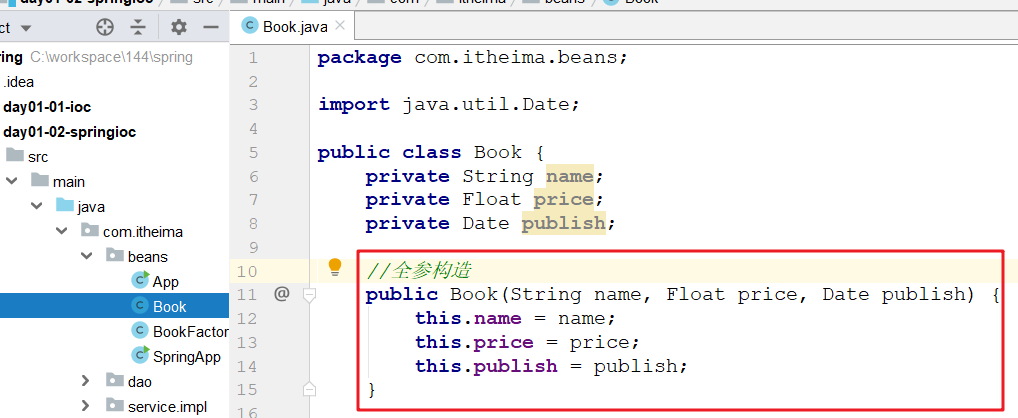 day01-02-springioc src main java com itheima beans Book
ct
Book.java
ring C:\workspace\144\spring
.idea
day01-01-ioc
day01-02-springioc
src
main
java
com.itheima
beans
App
Book
BookFactor
SpringApp
dao
service.impl
1 package com.itheima.beans;
2
3 import java.util.Date;
4
5 public class Book {
6 private String name;
7 private Float price;
8 private Date publish;
9
10 //全参构造
11 @ public Book(String name, Float price, Date publish) {
12 this.name = name;
13 this.price = price;
14 this.publish = publish;
15 }
16